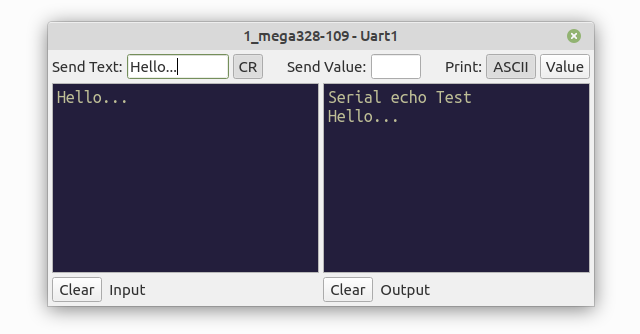 1_mega328-109 - Uart1
Send Text: Hello... CR Send Value: Print: ASCII Value
Hello...
Serial echo Test
Hello...
Clear Input
Clear Output